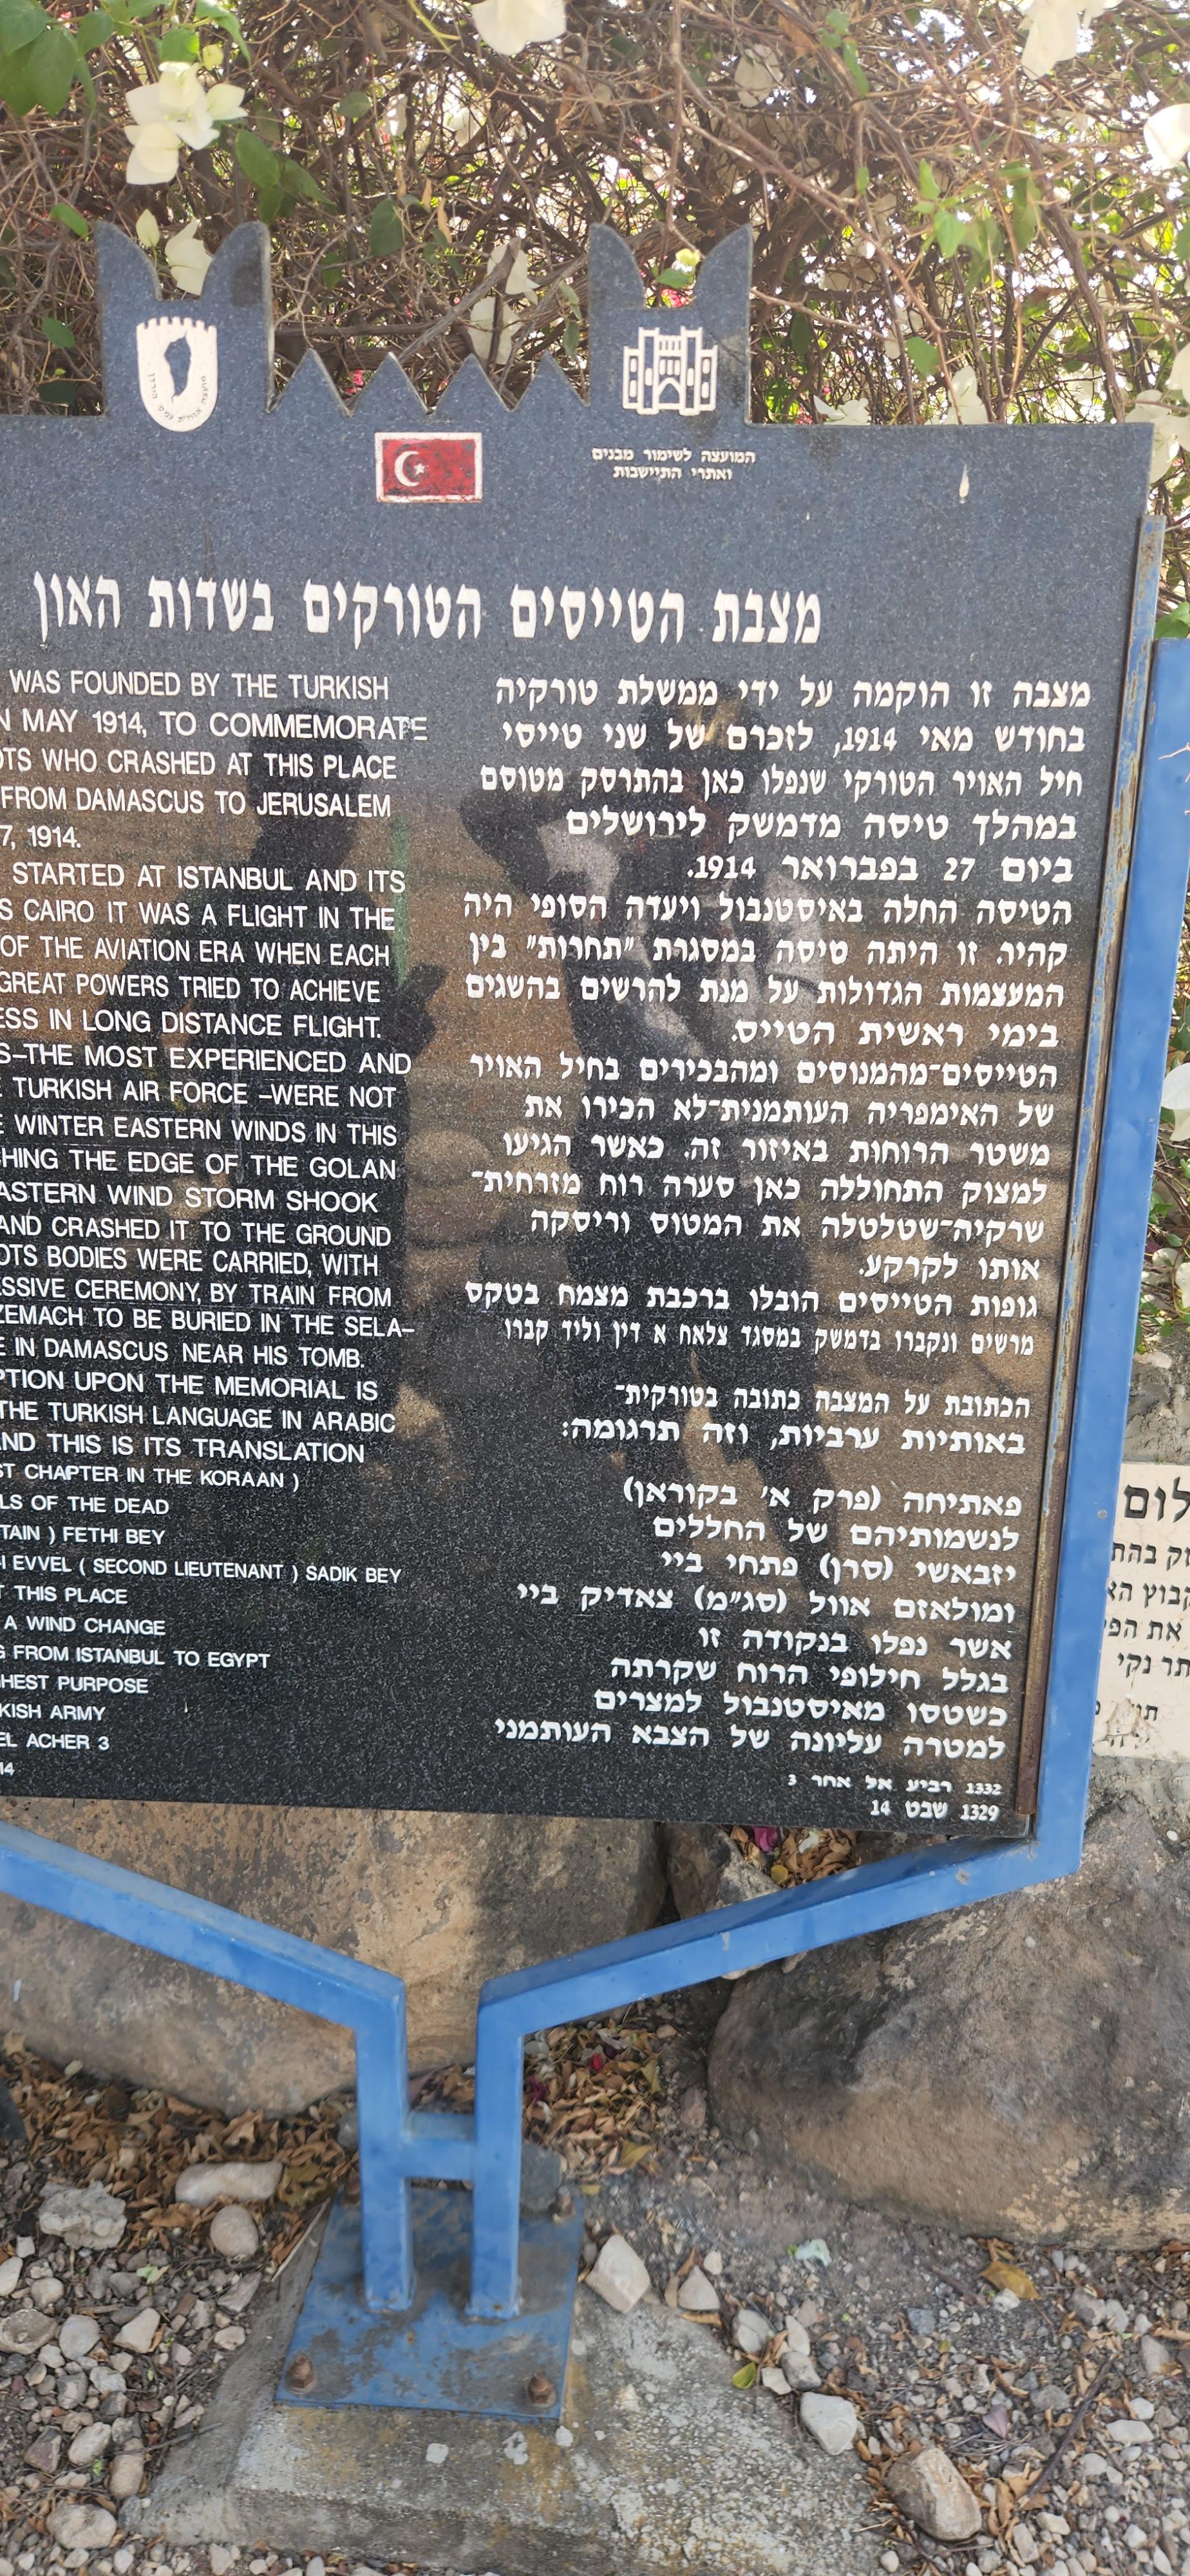 המועצה לשימור מבנים
ואתרי התיישבות
מצבת הטייסים הטורקים בשדות האון
WAS FOUNDED BY THE TURKISH
N MAY 1914, TO COMMEMORATE
OTS WHO CRASHED AT THIS PLACE
FROM DAMASCUS TO JERUSALEM
7, 1914.
STARTED AT ISTANBUL AND ITS
S CAIRO IT WAS A FLIGHT IN THE
OF THE AVIATION ERA WHEN EACH
GREAT POWERS TRIED TO ACHIEVE
ESS IN LONG DISTANCE FLIGHT.
S-THE MOST EXPERIENCED AND
E TURKISH AIR FORCE -WERE NOT
E WINTER EASTERN WINDS IN THIS
CHING THE EDGE OF THE GOLAN
ASTERN WIND STORM SHOOK
AND CRASHED IT TO THE GROUND
OTS BODIES WERE CARRIED, WITH
ESSIVE CEREMONY, BY TRAIN FROM
ZEMACH TO BE BURIED IN THE SELA-
E IN DAMASCUS NEAR HIS TOMB.
PTION UPON THE MEMORIAL IS
THE TURKISH LANGUAGE IN ARABIC
AND THIS IS ITS TRANSLATION
ST CHAPTER IN THE KORAAN )
LS OF THE DEAD
TAIN ) FETHI BEY
I EVVEL ( SECOND LIEUTENANT ) SADIK BEY
T THIS PLACE
A WIND CHANGE
G FROM ISTANBUL TO EGYPT
GHEST PURPOSE
KISH ARMY
EL ACHER 3
14
מצבה זו הוקמה על ידי ממשלת טורקיה
בחודש מאי 1914, לזכרם של שני טייסי
חיל האויר הטורקי שנפלו כאן בהתרסק מטוסם
במהלך טיסה מדמשק לירושלים
ביום 27 בפברואר 1914.
הטיסה החלה באיסטנבול ויעדה הסופי היה
קהיר. זו היתה טיסה במסגרת "תחרות" בין
המעצמות הגדולות על מנת להרשים בהשגים
בימי ראשית הטייס.
הטייסים-מהמנוסים ומהבכירים בחיל האויר
של האימפריה העותמנית-לא הכירו את
משטר הרוחות באיזור זה. כאשר הגיעו
למצוק התחוללה כאן סערה רוח מזרחית-
שרקיה-שטלטלה את המטוס וריסקה
אותו לקרקע.
גופות הטייסים הובלו ברכבת מצמח בטקס
מרשים ונקברו בדמשק במסגד צלאח א דין וליד קברו
הכתובת על המצבה כתובה בטורקית-
באותיות ערביות, וזה תרגומה:
פאתיחה (פרק א' בקוראן)
לנשמותיהם של החללים
יזבאשי (סרן) פתחי ביי
ומולאזם אוול (סג"מ) צאדיק ביי
אשר נפלו בנקודה זו
בגלל חילופי הרוח שקרתה
כשטסו מאיסטנבול למצרים
למטרה עליונה של הצבא העותמני
1332 רביע אל אחר 3
1329 שבט 14
לום
זק בהת
קבוץ הא
את הפי
תר נקי